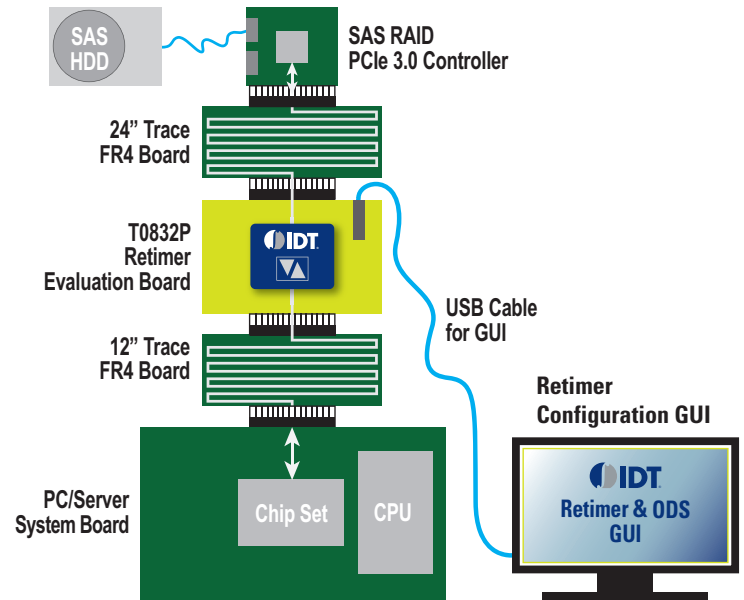 SAS
HDD
SAS RAID
PCIe 3.0 Controller
24” Trace
FR4 Board
T0832P
Retimer
Evaluation Board
IDT
USB Cable
for GUI
12” Trace
FR4 Board
Retimer
Configuration GUI
PC/Server
System Board
Chip Set
CPU
IDT
Retimer & ODS
GUI